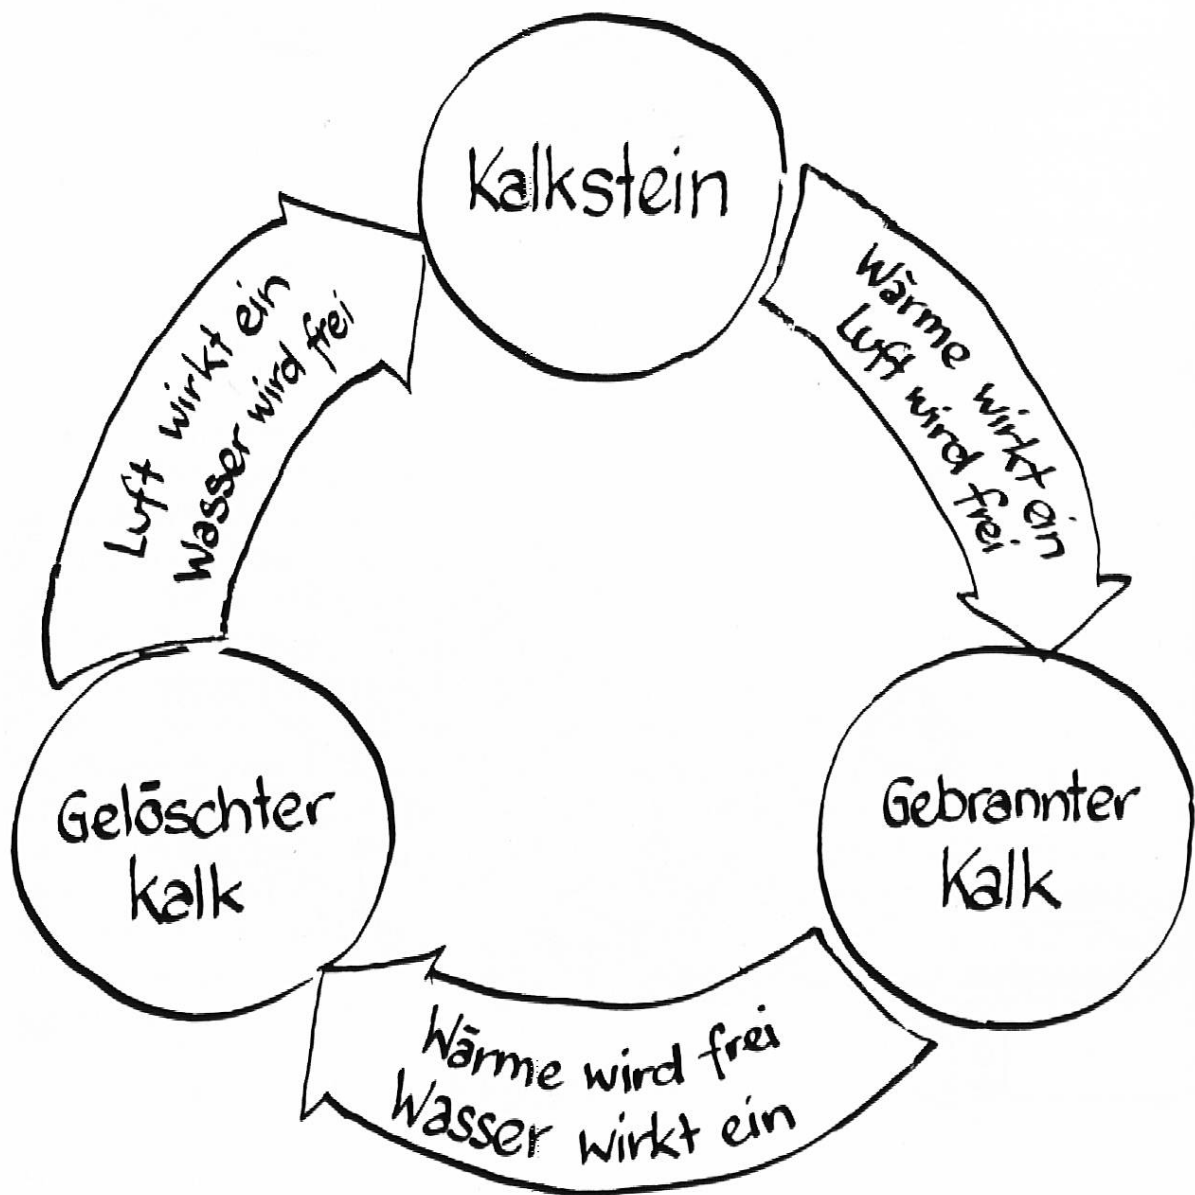 Kalkstein
Wärme wirkt ein
Luft wird frei
Gebrannter
Kalk
Wärme wird frei
Wasser wirkt ein
Gelöschter
Kalk
Luft wirkt ein
Wasser wird frei